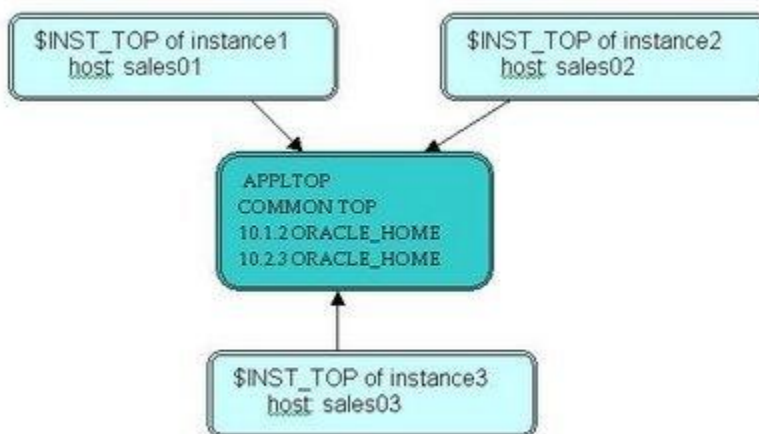 $INST_TOP of instance1
host: sales01
$INST_TOP of instance2
host: sales02
APPLTOP
COMMON TOP
10.1.2 ORACLE_HOME
10.2.3 ORACLE_HOME
$INST_TOP of instance3
host: sales03